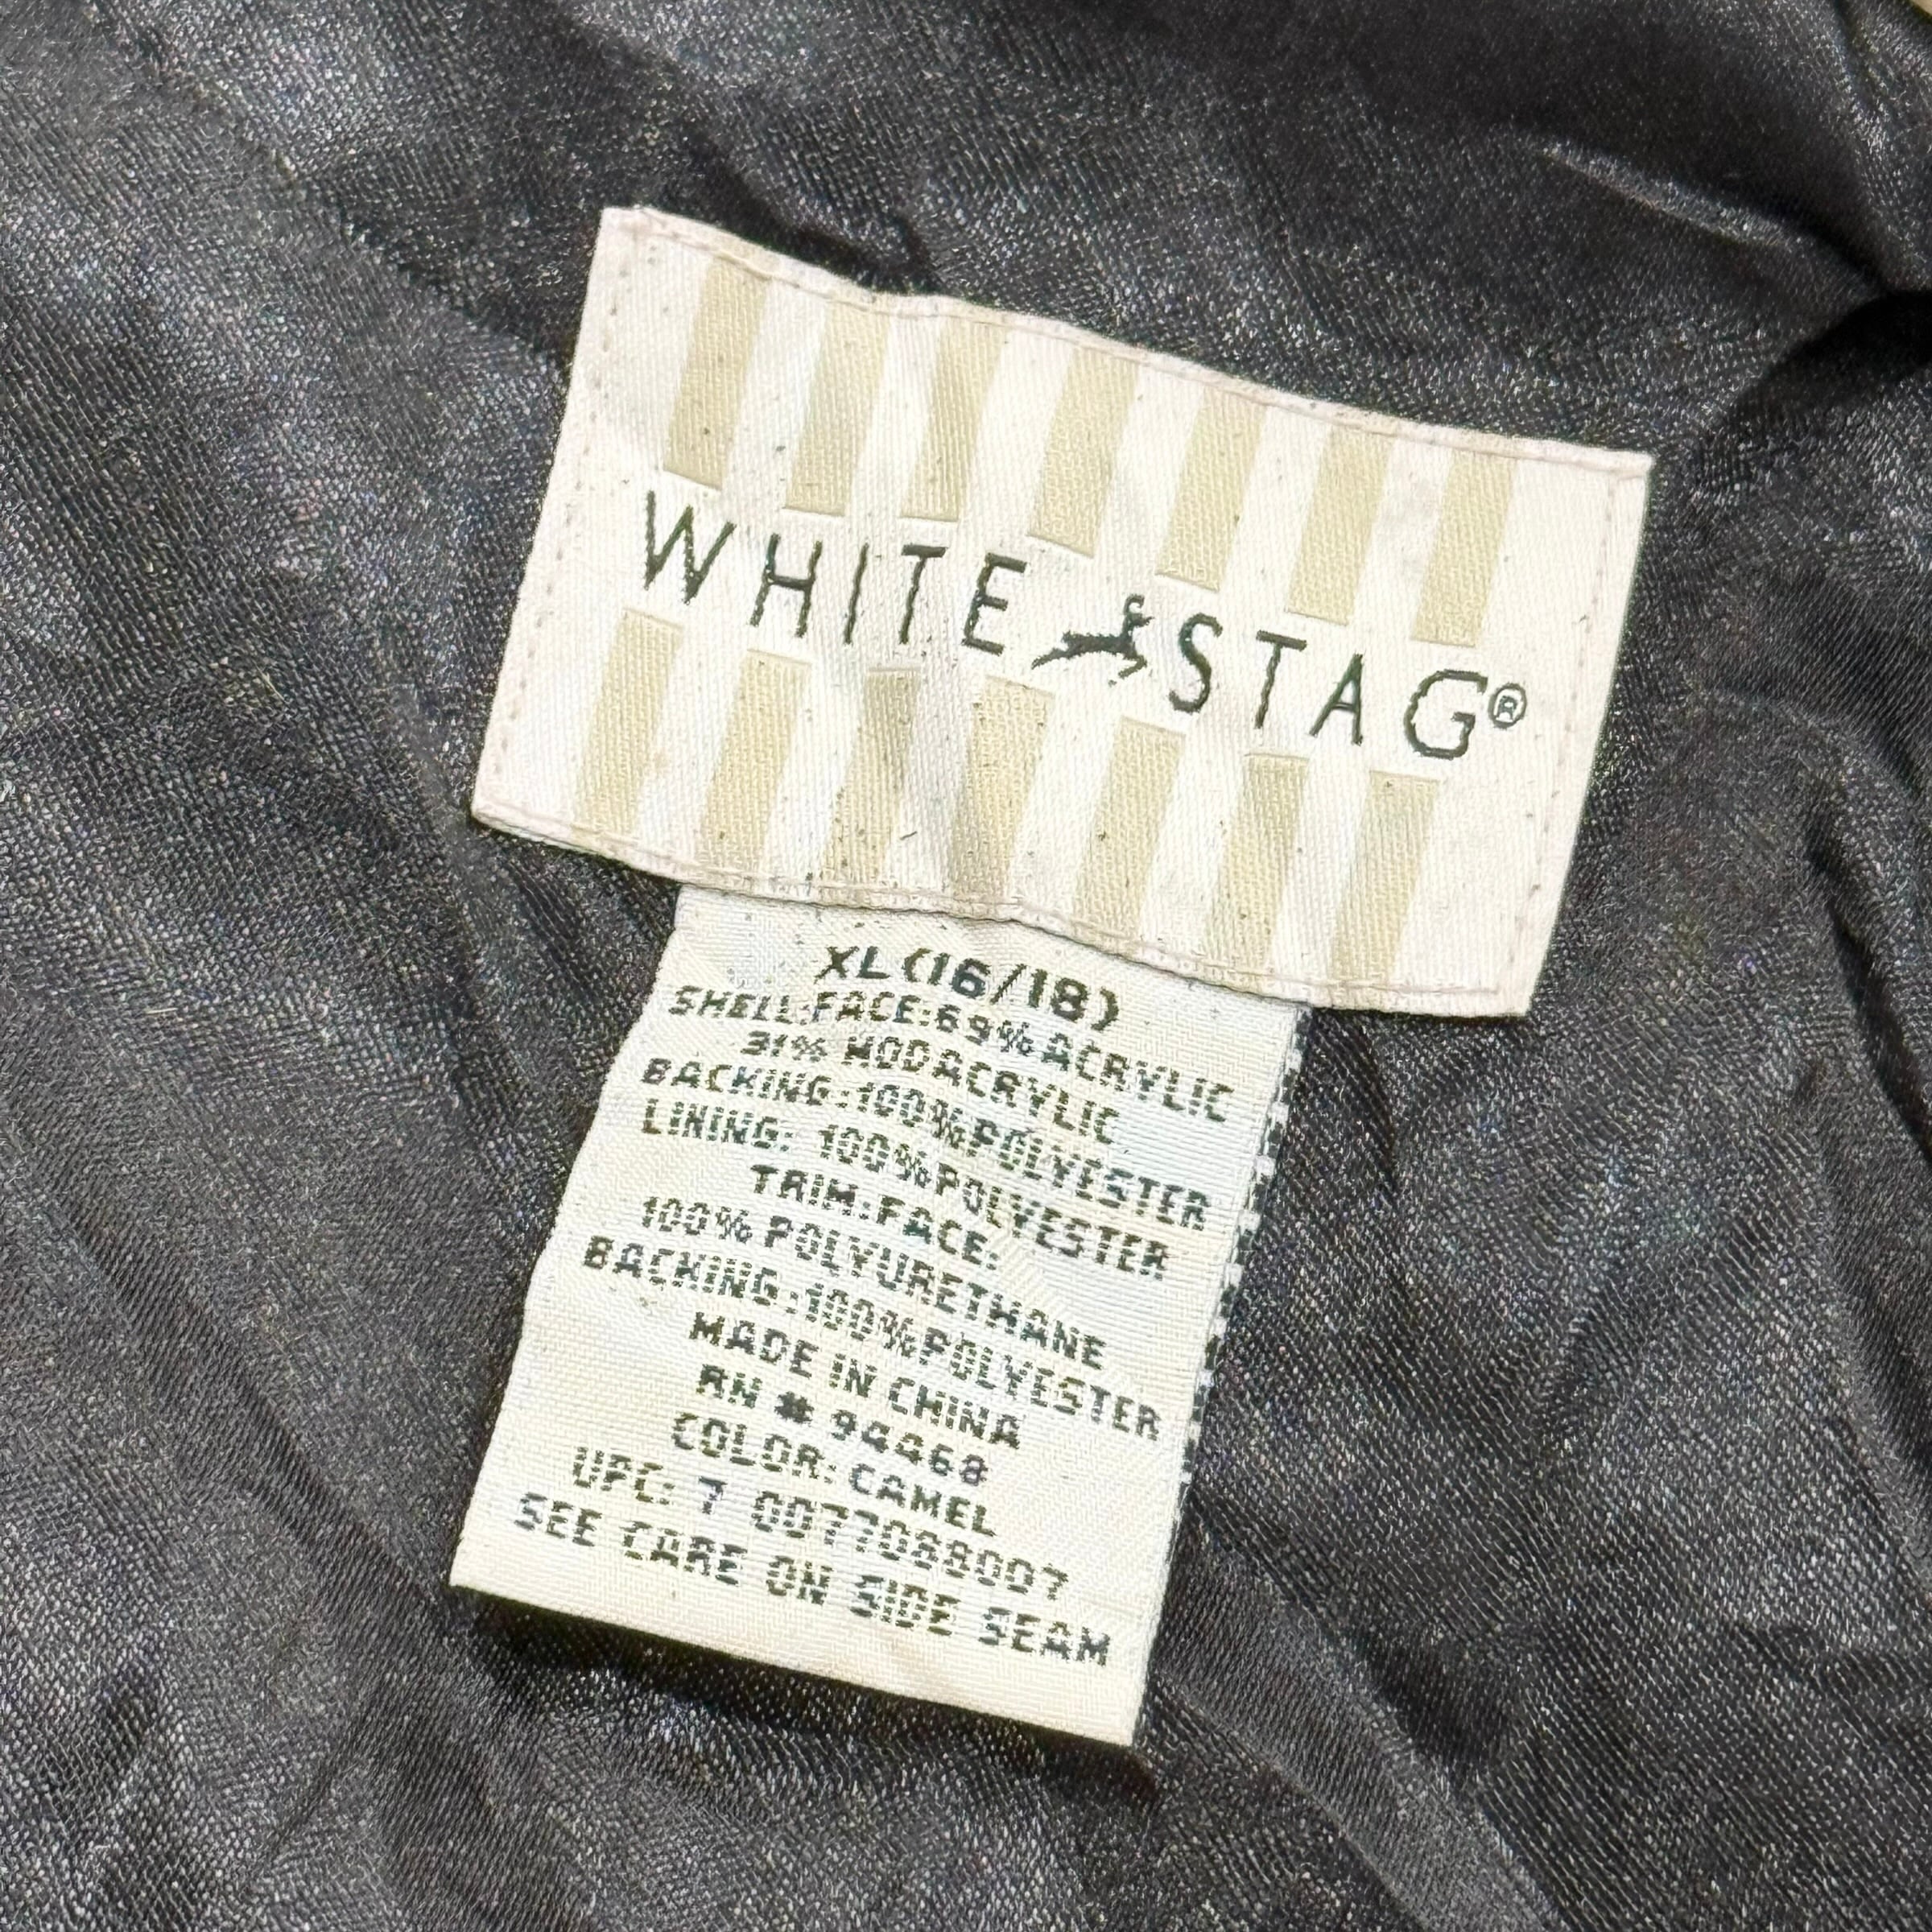 WHITE STAG®
XL (16/18)
SHELL:FACE:69% ACRYLIC
31% MODACRYLIC
BACKING:100% POLYESTER
LINING: 100% POLYESTER
TRIM:FACE:
100% POLYURETHANE
BACKING:100% POLYESTER
MADE IN CHINA
RN # 94468
COLOR: CAMEL
UPC: 7 0077088007
SEE CARE ON SIDE SEAM